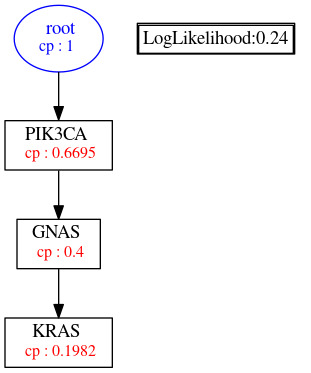 root
cp : 1
LogLikelihood:0.24
PIK3CA
cp : 0.6695
GNAS
cp : 0.4
KRAS
cp : 0.1982